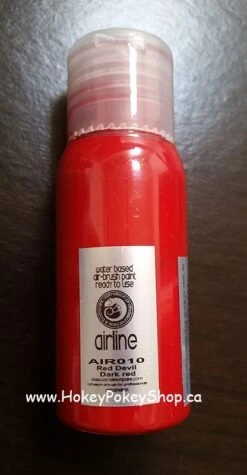 water based
air-brush paint
ready to use
airline
AIR010
Red Devil
Dark red
www.HokeyPokeyShop.ca